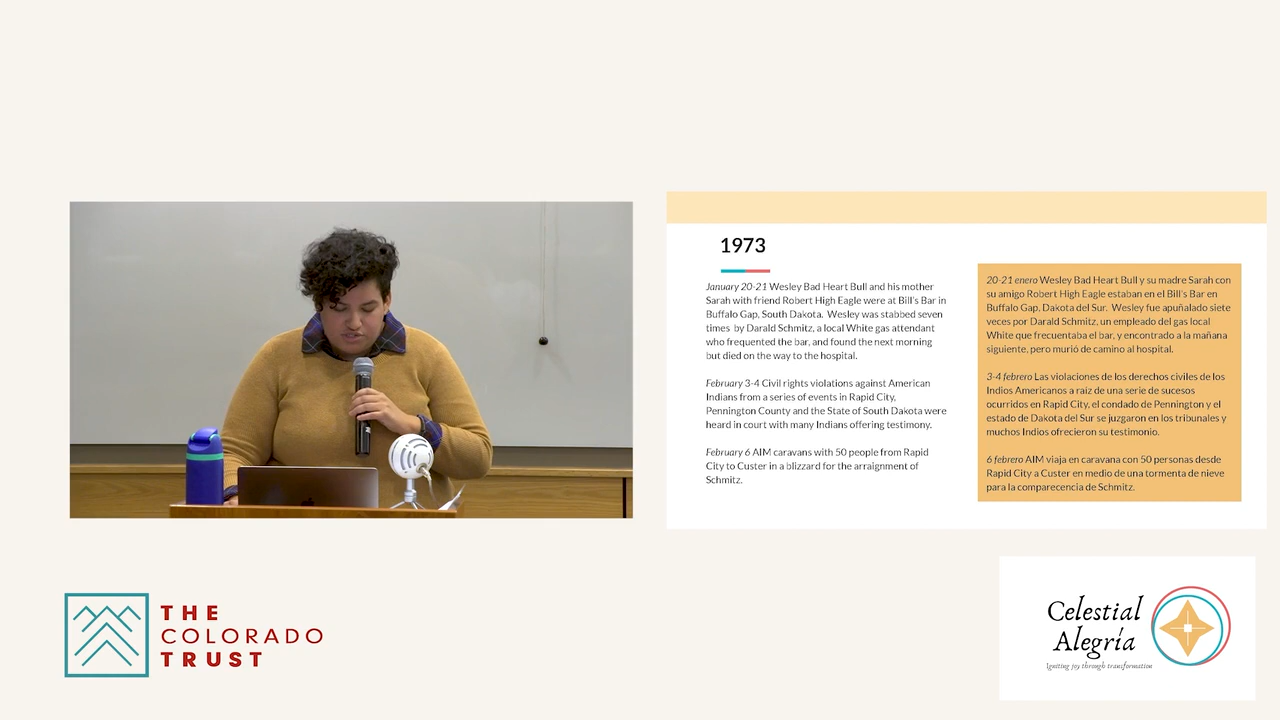 1973
January 20-21 Wesley Bad Heart Bull and his mother
Sarah with friend Robert High Eagle were at Bill's Bar in
Buffalo Gap, South Dakota. Wesley was stabbed seven
times by Darald Schmitz, a local White gas attendant
who frequented the bar, and found the next morning
but died on the way to the hospital.
February 3-4 Civil rights violations against American
Indians from a series of events in Rapid City,
Pennington County and the State of South Dakota were
heard in court with many Indians offering testimony.
February 6 AIM caravans with 50 people from Rapid
City to Custer in a blizzard for the arraignment of
Schmitz.
20-21 enero Wesley Bad Heart Bull y su madre Sarah con
su amigo Robert High Eagle estaban en el Bill's Bar en
Buffalo Gap, Dakota del Sur. Wesley fue apuñalado siete
veces por Darald Schmitz, un empleado del gas local
White que frecuentaba el bar, y encontrado a la mañana
siguiente, pero murió de camino al hospital.
3-4 febrero Las violaciones de los derechos civiles de los
Indios Americanos a raíz de una serie de sucesos
ocurridos en Rapid City, el condado de Pennington y el
estado de Dakota del Sur se juzgaron en los tribunales y
muchos Indios ofrecieron su testimonio.
6 febrero AIM viaja en caravana con 50 personas desde
Rapid City a Custer en medio de una tormenta de nieve
para la comparecencia de Schmitz.
THE
COLORADO
TRUST
Celestial
Alegría
Igniting joy through transformation